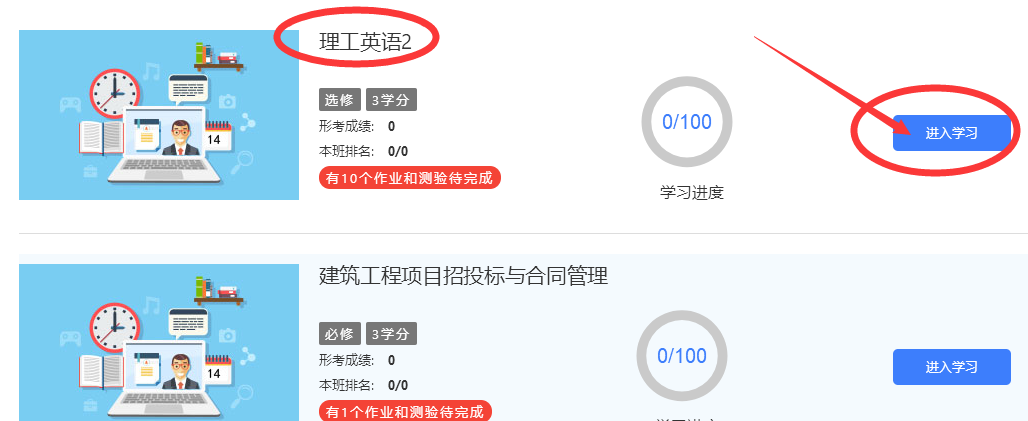 理工英语2
选修 3学分
形考成绩: 0
本班排名: 0/0
有10个作业和测验待完成
14
0/100
学习进度
进入学习
建筑工程项目招投标与合同管理
必修 3学分
形考成绩: 0
本班排名: 0/0
有1个作业和测验待完成
14
0/100
进入学习